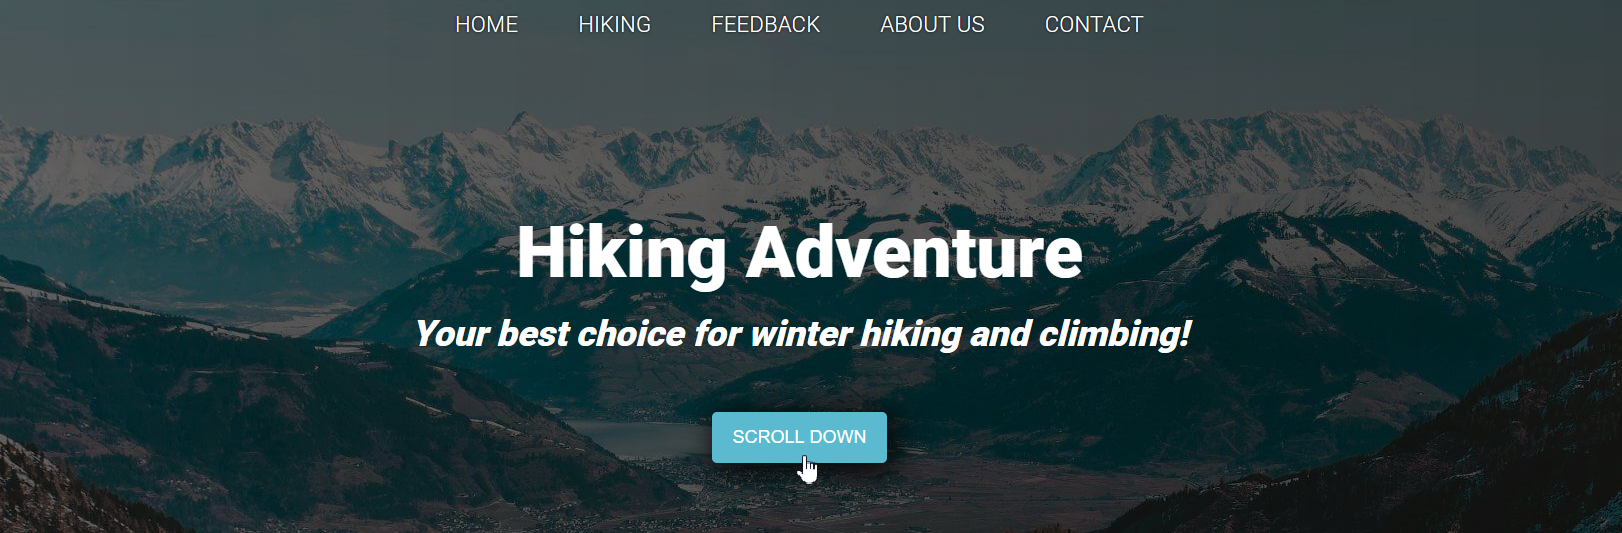 HOME HIKING FEEDBACK ABOUT US CONTACT
Hiking Adventure
Your best choice for winter hiking and climbing!
SCROLL DOWN